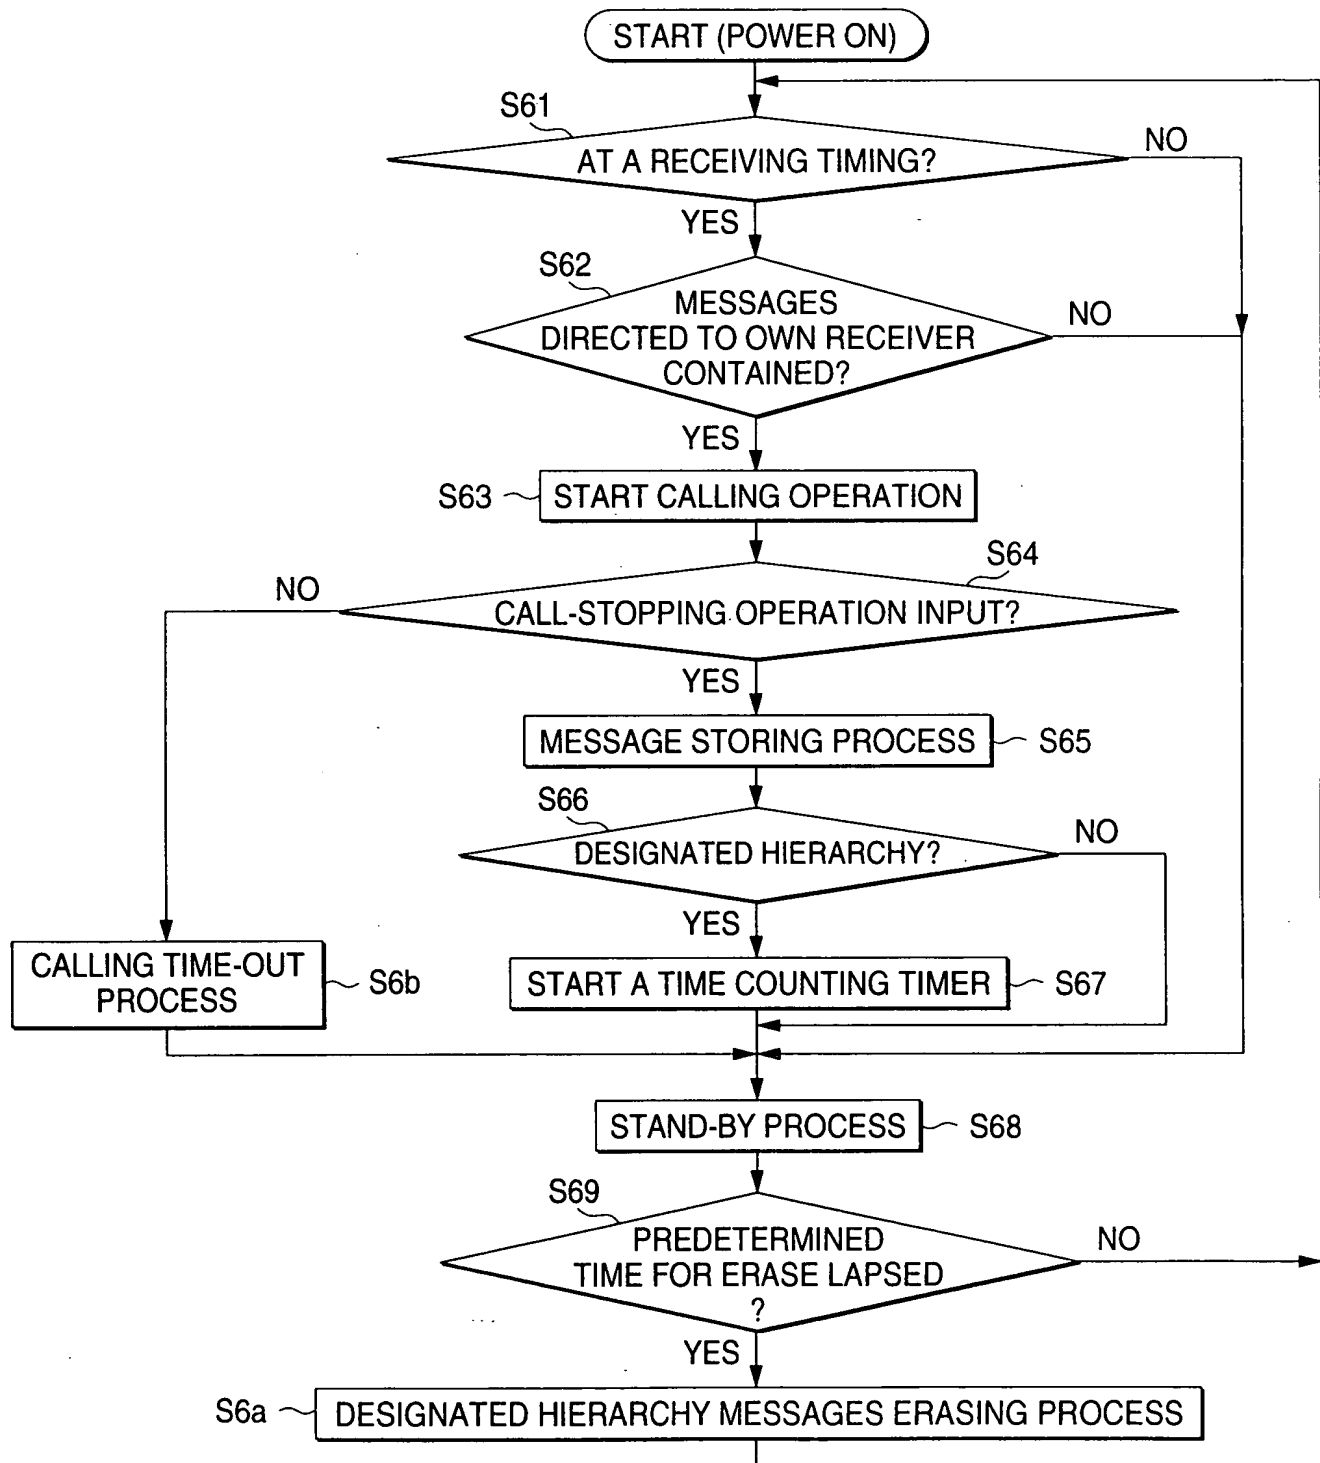 START (POWER ON)
S61
AT A RECEIVING TIMING?
NO
YES
S62
MESSAGES
DIRECTED TO OWN RECEIVER
CONTAINED?
NO
YES
S63
START CALLING OPERATION
S64
NO
CALL-STOPPING OPERATION INPUT?
YES
MESSAGE STORING PROCESS
S65
S66
NO
DESIGNATED HIERARCHY?
YES
CALLING TIME-OUT
PROCESS
S6b
START A TIME COUNTING TIMER
S67
STAND-BY PROCESS
S68
S69
PREDETERMINED
TIME FOR ERASE LAPSED
?
NO
YES
S6a
DESIGNATED HIERARCHY MESSAGES ERASING PROCESS